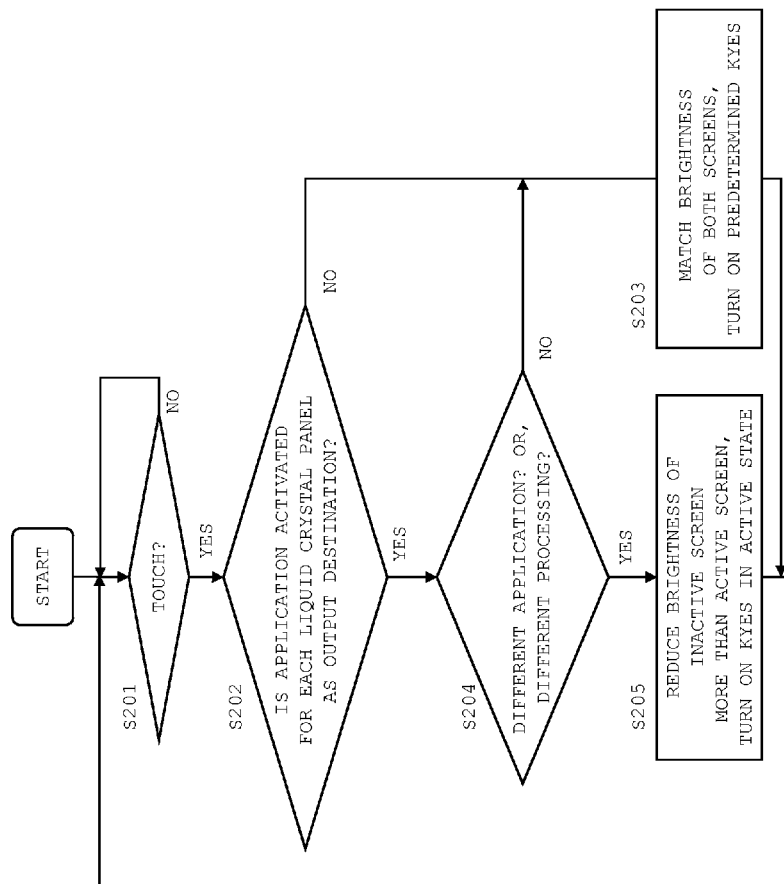 START
S201
TOUCH?
NO
YES
S202
IS APPLICATION ACTIVATED
FOR EACH LIQUID CRYSTAL PANEL
AS OUTPUT DESTINATION?
NO
YES
S204
DIFFERENT APPLICATION? OR,
DIFFERENT PROCESSING?
NO
YES
S205
REDUCE BRIGHTNESS OF
INACTIVE SCREEN
MORE THAN ACTIVE SCREEN,
TURN ON KYES IN ACTIVE STATE
S203
MATCH BRIGHTNESS
OF BOTH SCREENS,
TURN ON PREDETERMINED KYES